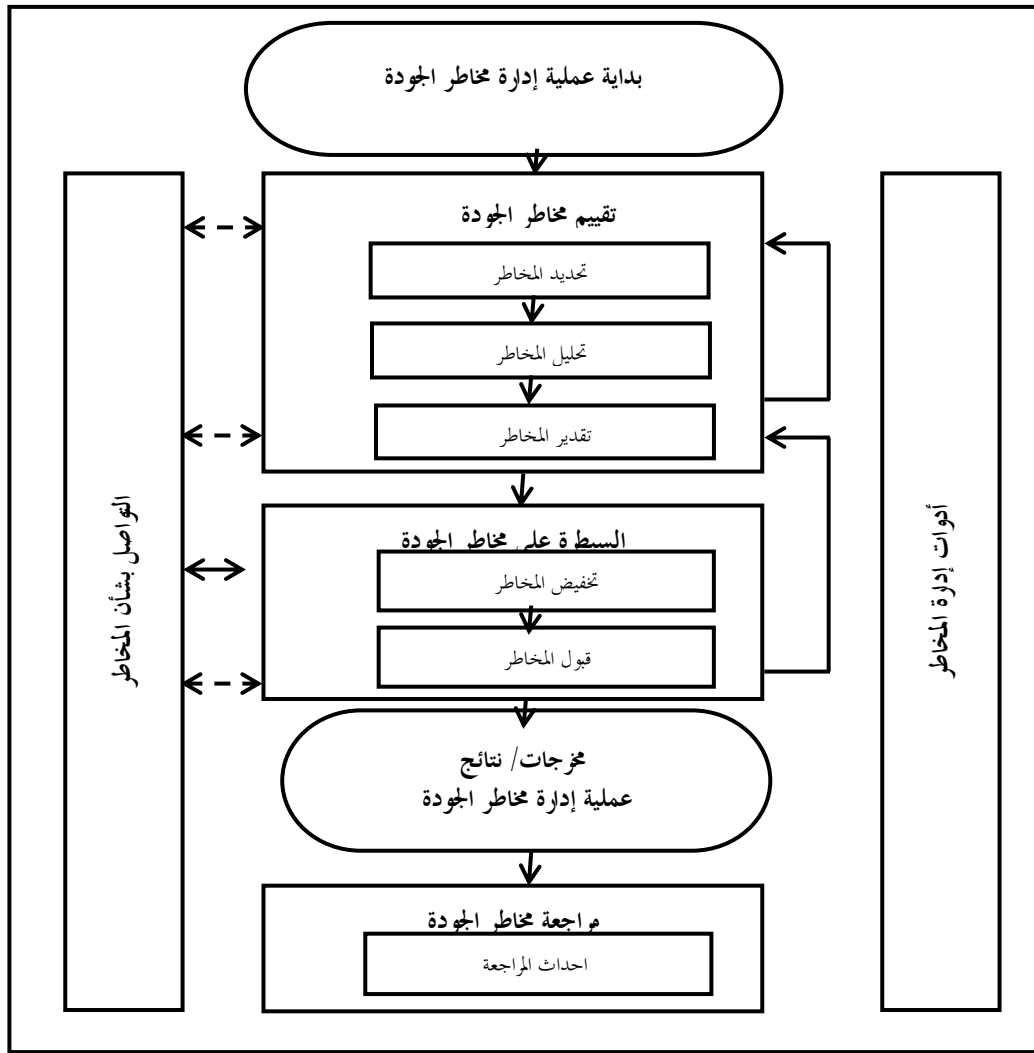 بداية عملية إدارة مخاطر الجودة
تقييم مخاطر الجودة
تحديد المخاطر
تحليل المخاطر
تقدير المخاطر
السيطرة على مخاطر الجودة
تخفيض المخاطر
قبول المخاطر
مخرجات/ نتائج
عملية إدارة مخاطر الجودة
مراجعة مخاطر الجودة
احداث المراجعة
أدوات إدارة المخاطر
التواصل بشأن المخاطر